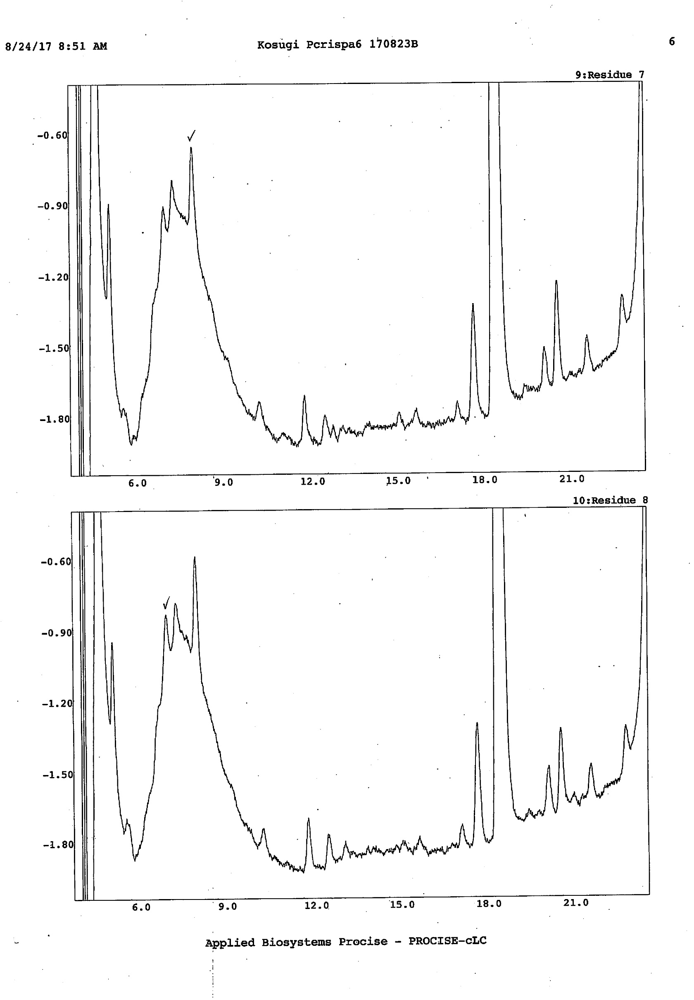 8/24/17 8:51 AM Kosugi Pcrispa6 170823B 6
9:Residue 7
-0.60
-0.90
-1.20
-1.50
-1.80
6.0 9.0 12.0 15.0 18.0 21.0
10:Residue 8
-0.60
-0.90
-1.20
-1.50
-1.80
6.0 9.0 12.0 15.0 18.0 21.0
Applied Biosystems Procise - PROCISE-cLC